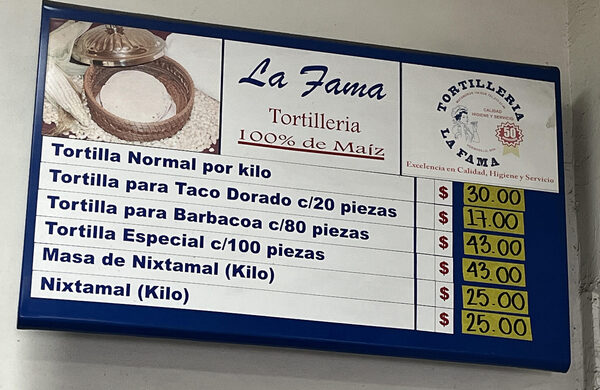 La Fama
Tortilleria
100% de Maíz
TORTILLERIA
CALIDAD
HIGIENE Y SERVICIO
50
LA FAMA
Excelencia en Calidad, Higiene y Servicio
Tortilla Normal por kilo $ 30.00
Tortilla para Taco Dorado c/20 piezas $ 17.00
Tortilla para Barbacoa c/80 piezas $ 43.00
Tortilla Especial c/100 piezas $ 43.00
Masa de Nixtamal (Kilo) $ 25.00
Nixtamal (Kilo) $ 25.00